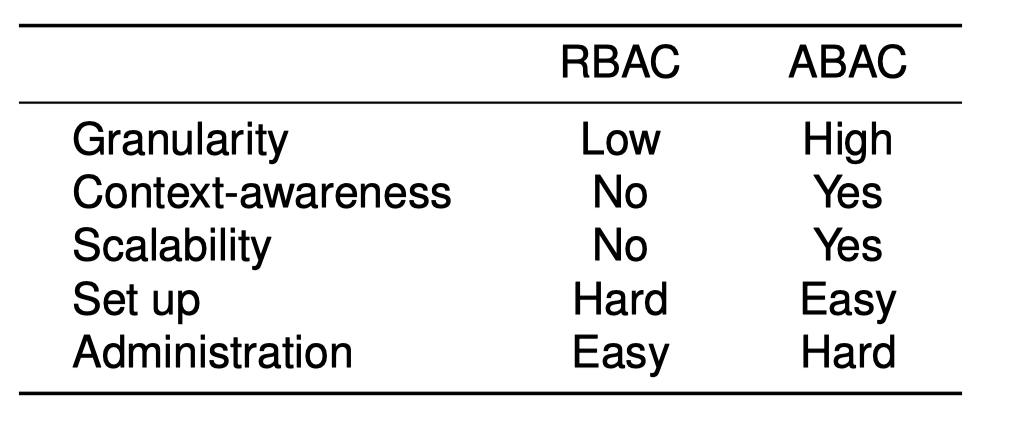 RBAC ABAC
Granularity Low High
Context-awareness No Yes
Scalability No Yes
Set up Hard Easy
Administration Easy Hard